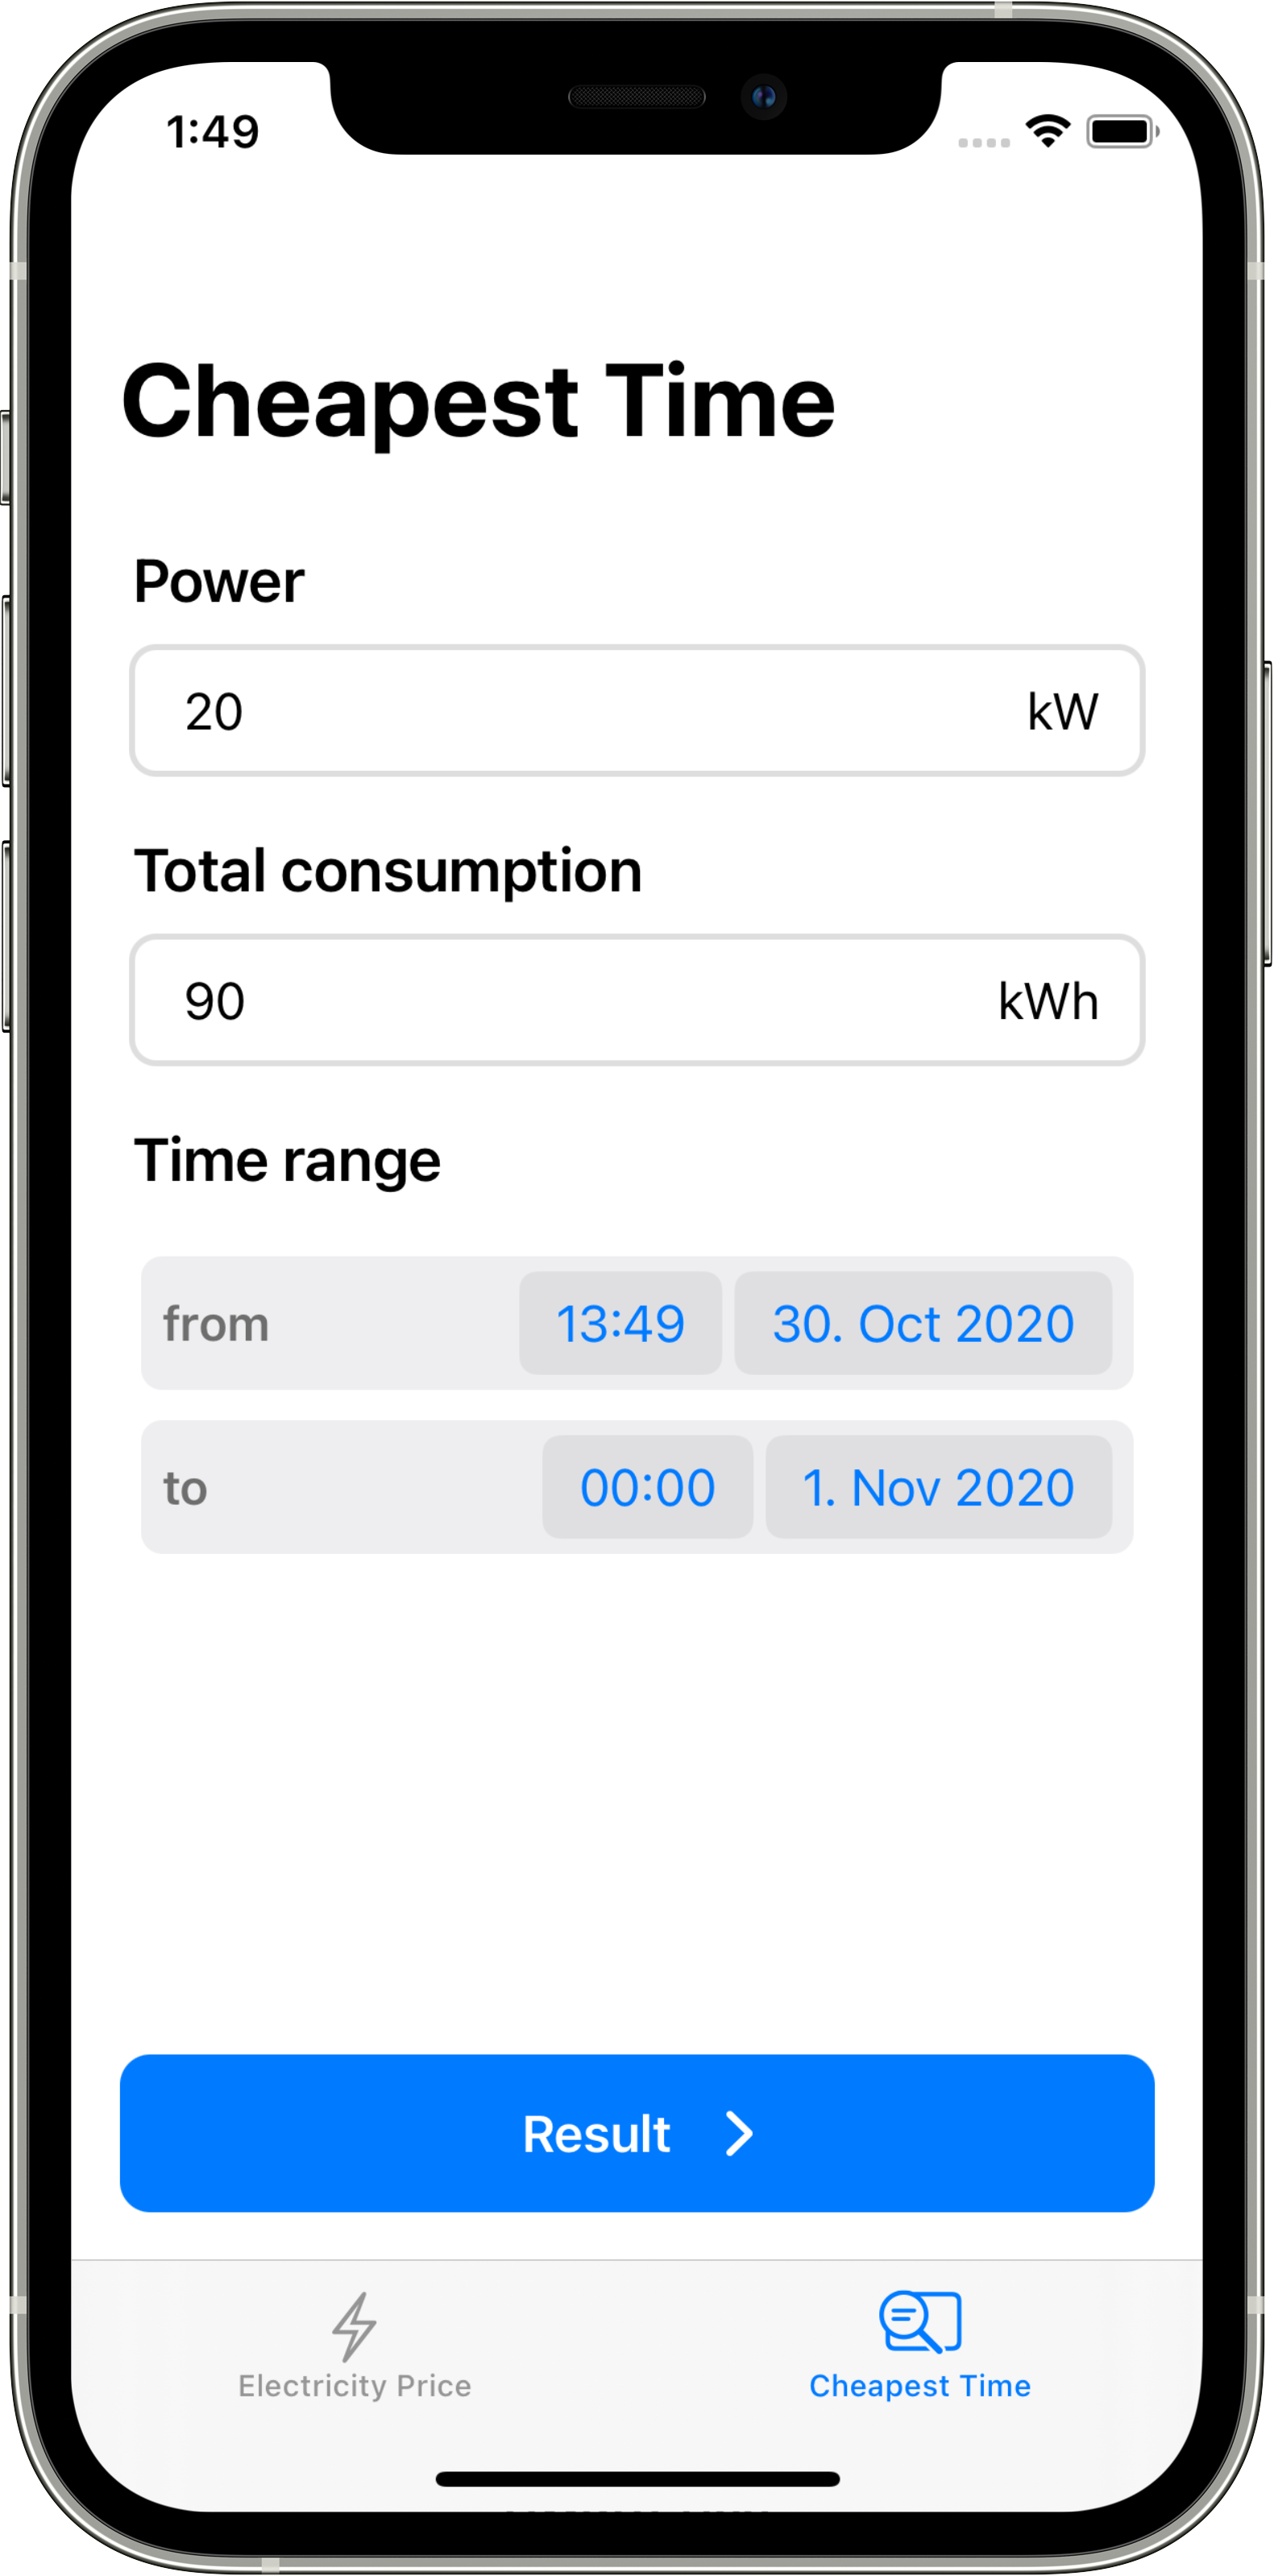 1:49
Cheapest Time
Power
20 kW
Total consumption
90 kWh
Time range
from 13:49 30. Oct 2020
to 00:00 1. Nov 2020
Result
Electricity Price Cheapest Time